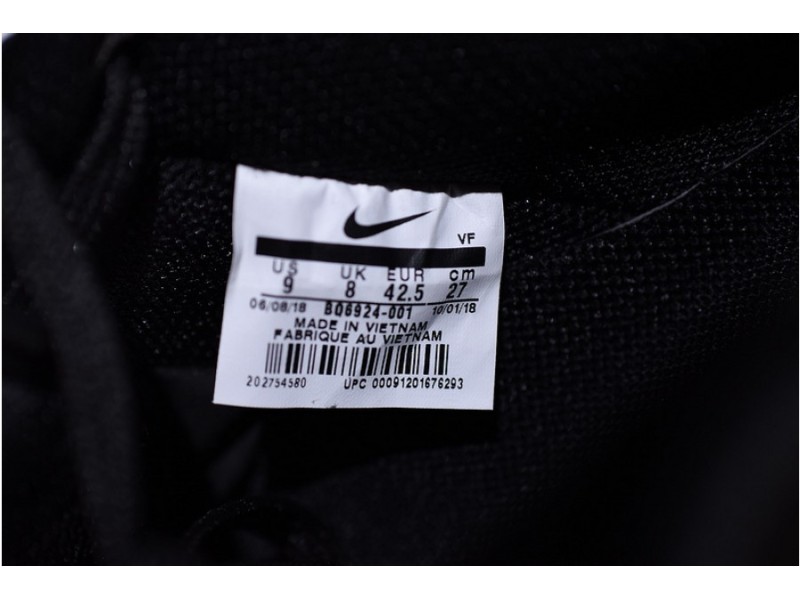 VF
US UK EUR cm
9 8 42.5 27
06/08/18 BQ6924-001 10/01/18
MADE IN VIETNAM
FABRIQUE AU VIETNAM
202754580 UPC 00091201676293